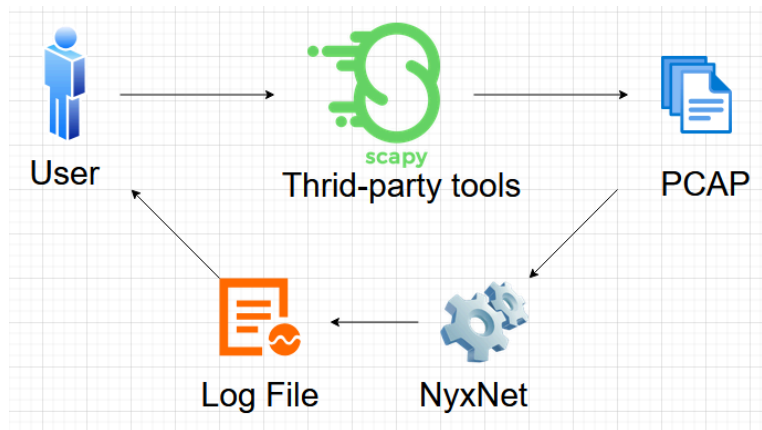 User
scapy
Thrid-party tools
PCAP
Log File
NyxNet